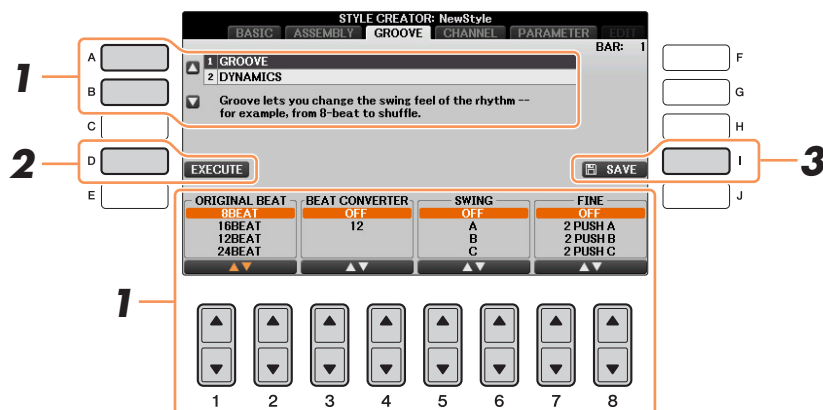 STYLE CREATOR: NewStyle
BASIC ASSEMBLY GROOVE CHANNEL PARAMETER EDIT
BAR: 1
1 GROOVE
2 DYNAMICS
Groove lets you change the swing feel of the rhythm --
for example, from 8-beat to shuffle.
EXECUTE
SAVE
ORIGINAL BEAT BEAT CONVERTER SWING FINE
8BEAT OFF OFF OFF
16BEAT 12 A 2 PUSH A
12BEAT B 2 PUSH B
24BEAT C 2 PUSH C
A
B
C
D
E
F
G
H
I
J
1
2
3
1
1 2 3 4 5 6 7 8